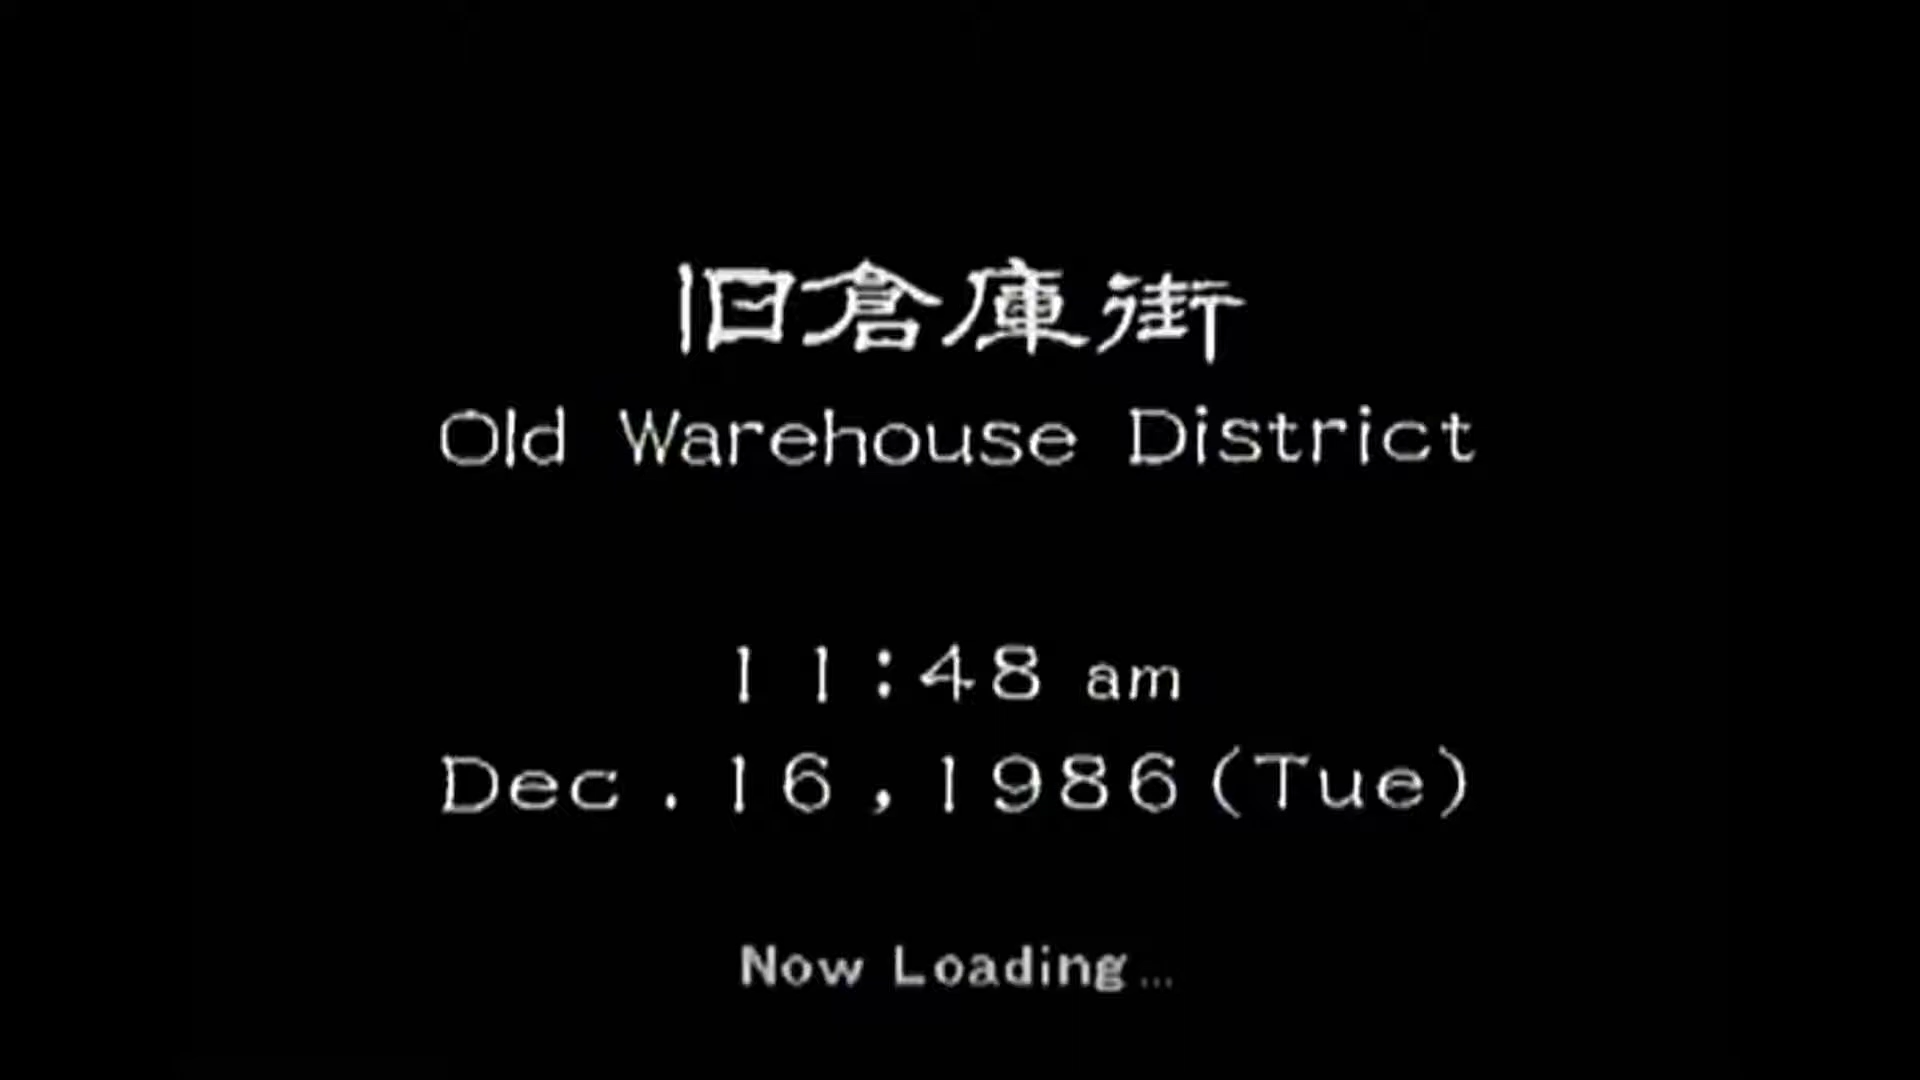 旧倉庫街
Old Warehouse District
11:48 am
Dec.16,1986(Tue)
Now Loading...